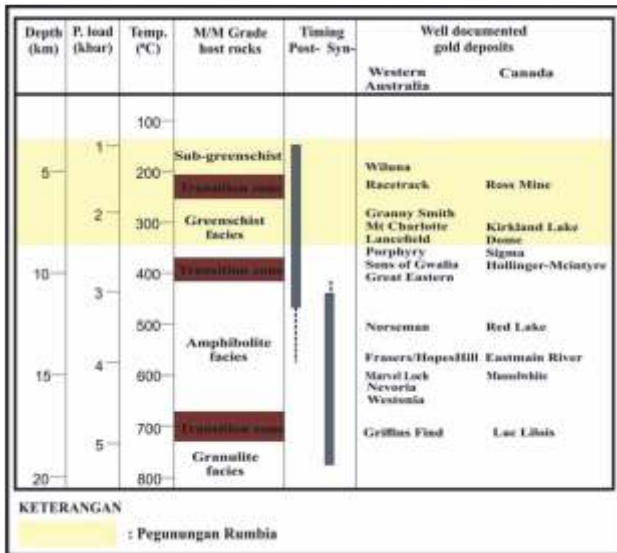 Depth (km) P. load (kbar) Temp. (ºC) M/M Grade host rocks Timing Post- Syn- Well documented gold deposits
Western Australia Canada
100
1
Sub-greenschist
5 200 Wiluna
Transition zone Racetrack Ross Mine
2 Granny Smith
Greenschist facies 300 Mt Charlotte Kirkland Lake
Lancefield Dome
Porphyry Sigma
10 400 Transition zone Sons of Gwalia Hollinger-Mcintyre
3 Great Eastern
500 Norseman Red Lake
Amphibolite facies
4 Frasers/HopesHill Eastmain River
15 600 Marvel Loch Musselwhite
Nevoria
Westonia
700 Transition zone Griffins Find Lac Lilois
5
Granulite facies
20 800
KETERANGAN
: Pegunungan Rumbia